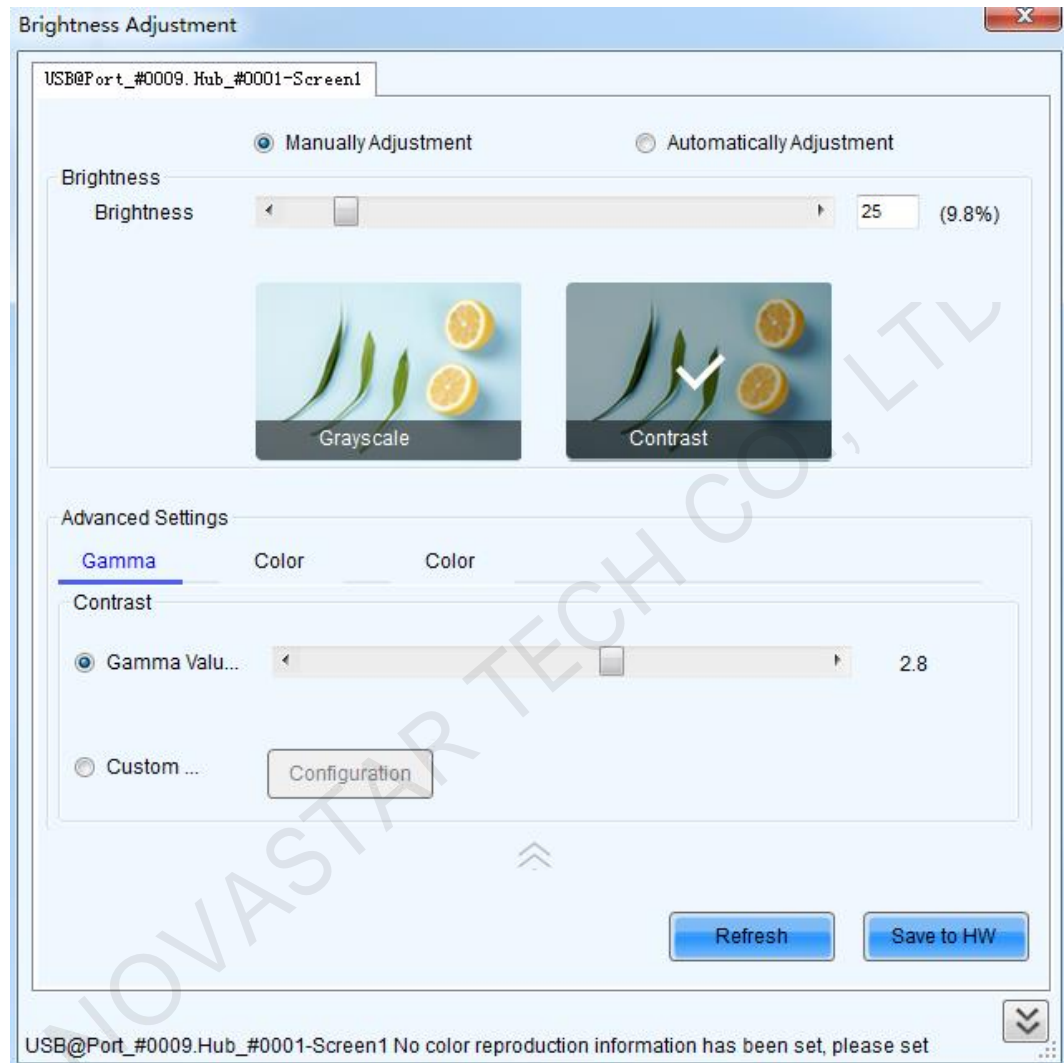 Brightness Adjustment
USB@Port_#0009.Hub_#0001-Screen1
Manually Adjustment Automatically Adjustment
Brightness
Brightness 25 (9.8%)
Grayscale Contrast
Advanced Settings
Gamma Color Color
Contrast
Gamma Valu... 2.8
Custom ... Configuration
Refresh Save to HW
USB@Port_#0009.Hub_#0001-Screen1 No color reproduction information has been set, please set
NOVASTAR TECH CO., LTD